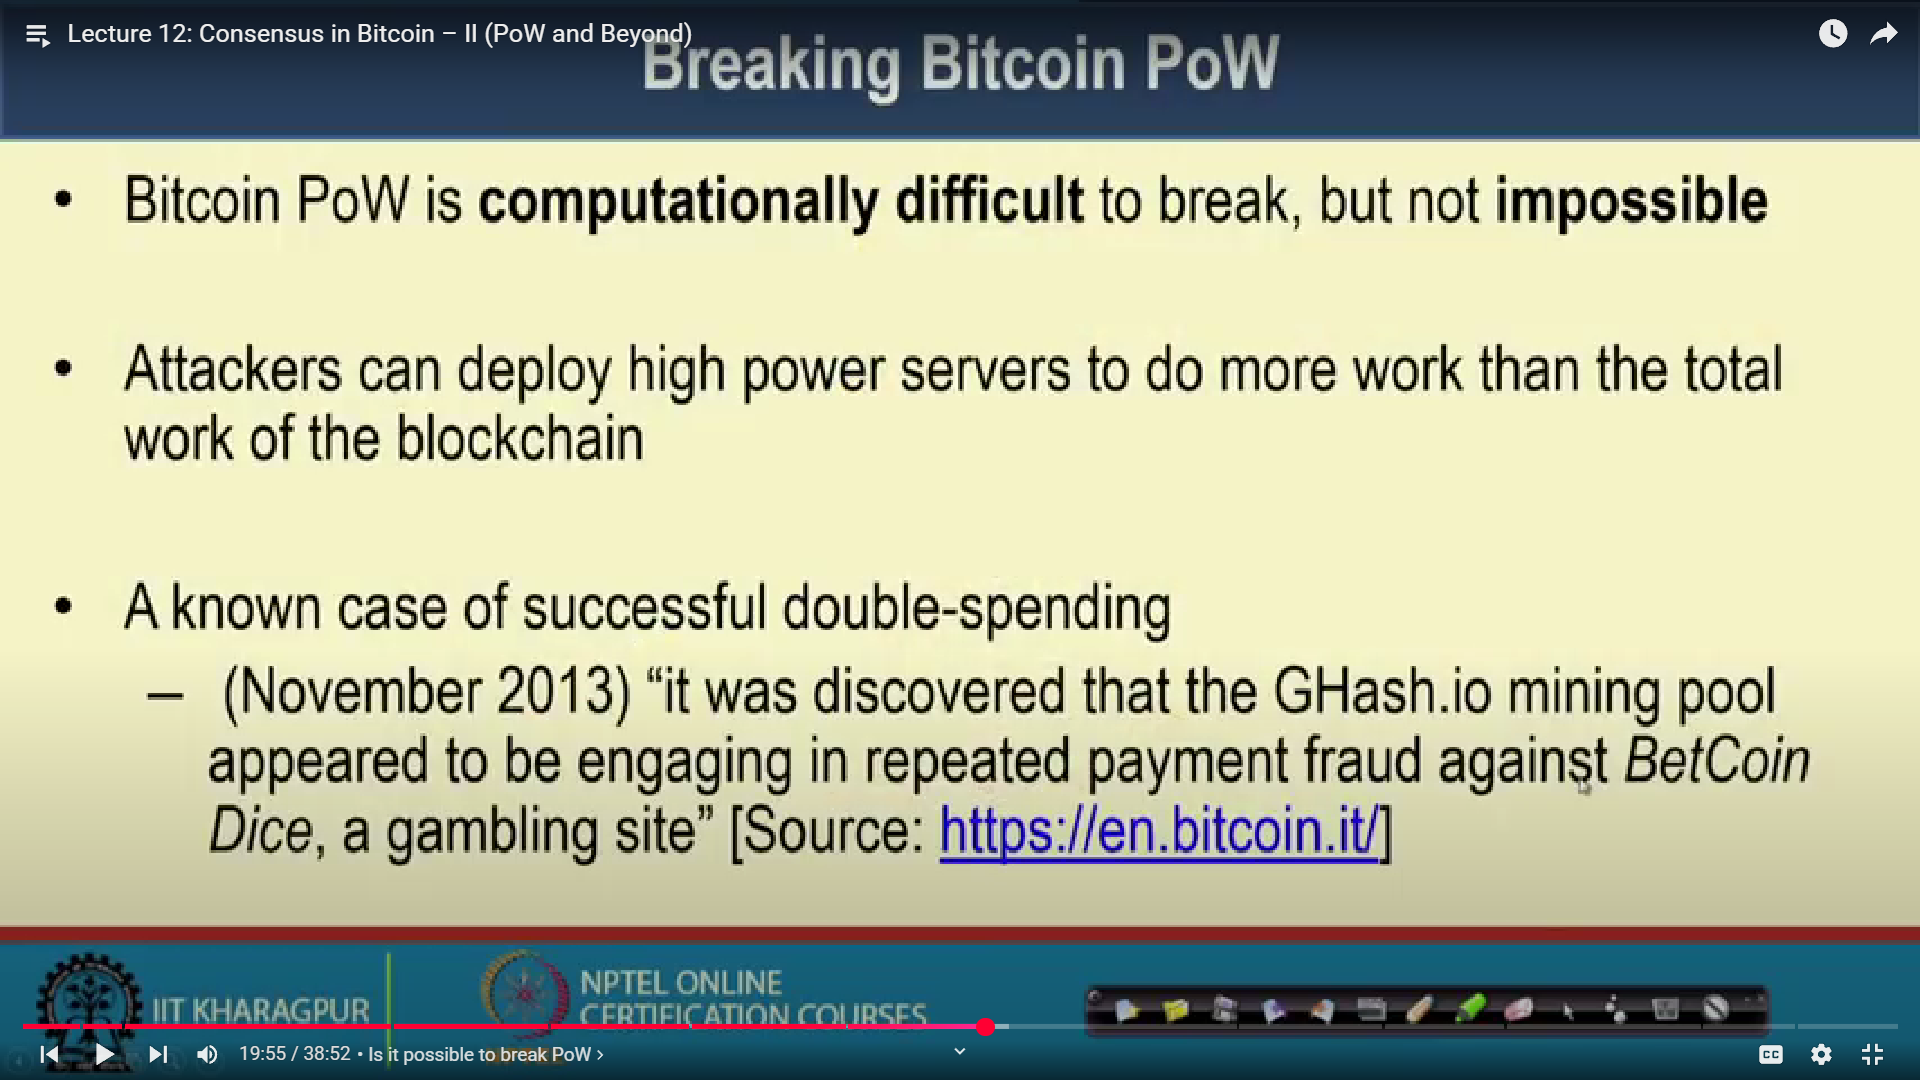 Lecture 12: Consensus in Bitcoin – II (PoW and Beyond)
Breaking Bitcoin PoW
• Bitcoin PoW is computationally difficult to break, but not impossible
• Attackers can deploy high power servers to do more work than the total
work of the blockchain
• A known case of successful double-spending
– (November 2013) “it was discovered that the GHash.io mining pool
appeared to be engaging in repeated payment fraud against BetCoin
Dice, a gambling site” [Source: https://en.bitcoin.it/]
IIT KHARAGPUR
NPTEL ONLINE
CERTIFICATION COURSES
19:55 / 38:52 • Is it possible to break PoW ›
CC